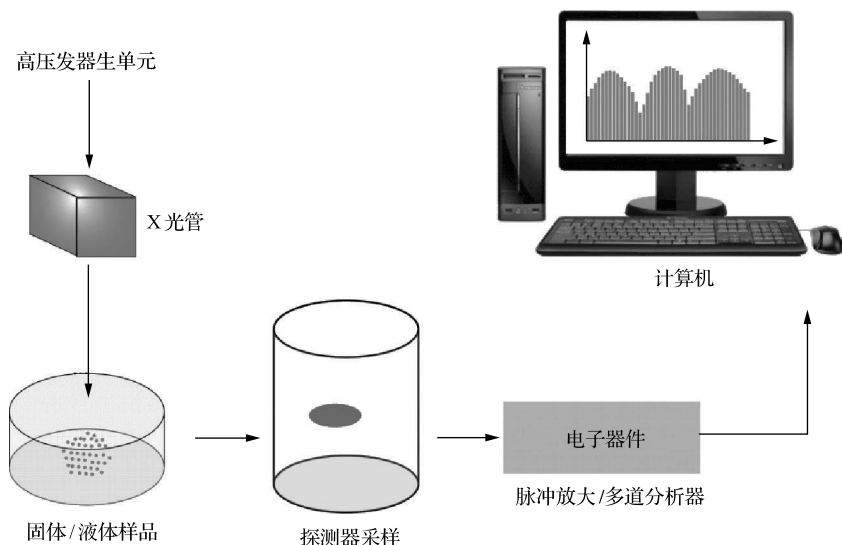 高压发器生单元
X光管
计算机
电子器件
脉冲放大/多道分析器
固体/液体样品
探测器采样